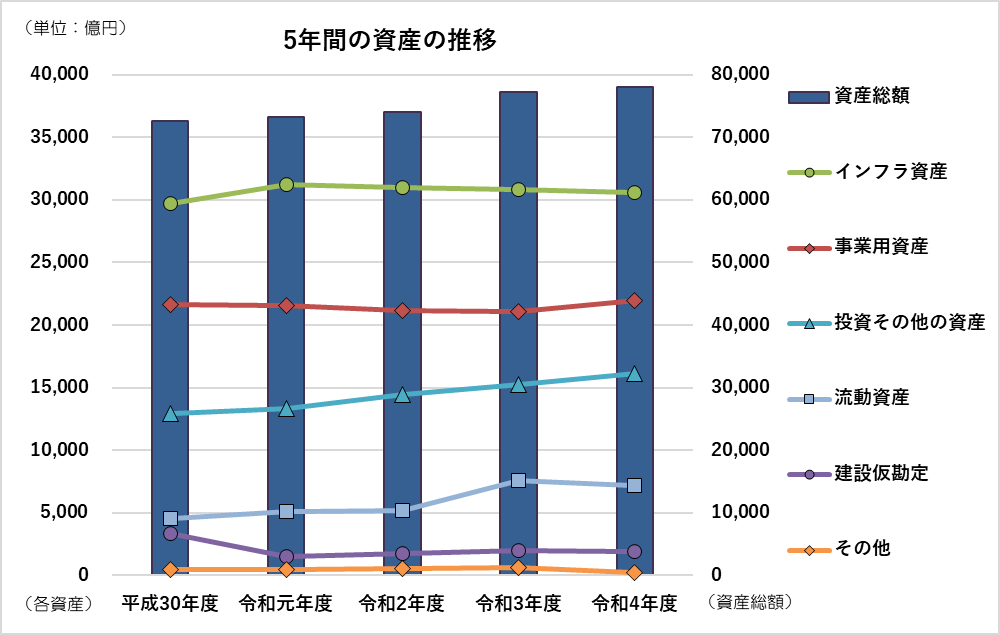 （単位：億円）
5年間の資産の推移
40,000
35,000
30,000
25,000
20,000
15,000
10,000
5,000
0
（各資産）
平成30年度
令和元年度
令和2年度
令和3年度
令和4年度
80,000
70,000
60,000
50,000
40,000
30,000
20,000
10,000
0
（資産総額）
資産総額
インフラ資産
事業用資産
投資その他の資産
流動資産
建設仮勘定
その他